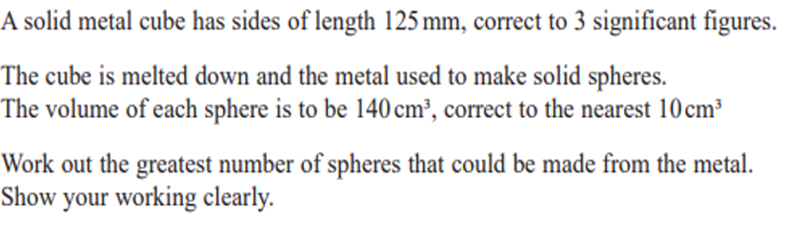 A solid metal cube has sides of length 125 mm, correct to 3 significant figures.
The cube is melted down and the metal used to make solid spheres.
The volume of each sphere is to be 140 cm³, correct to the nearest 10 cm³
Work out the greatest number of spheres that could be made from the metal.
Show your working clearly.